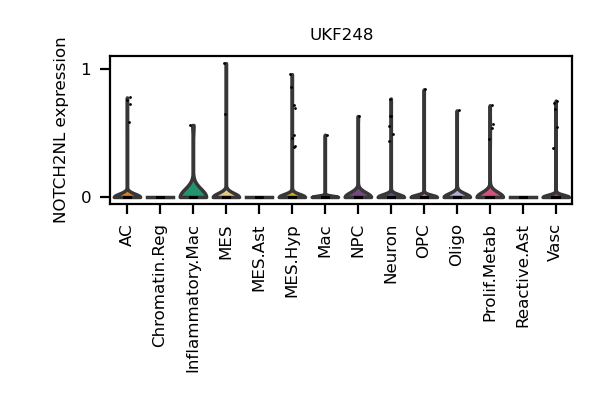 UKF248
NOTCH2NL expression
1
0
AC
Chromatin.Reg
Inflammatory.Mac
MES
MES.Ast
MES.Hyp
Mac
NPC
Neuron
OPC
Oligo
Prolif.Metab
Reactive.Ast
Vasc